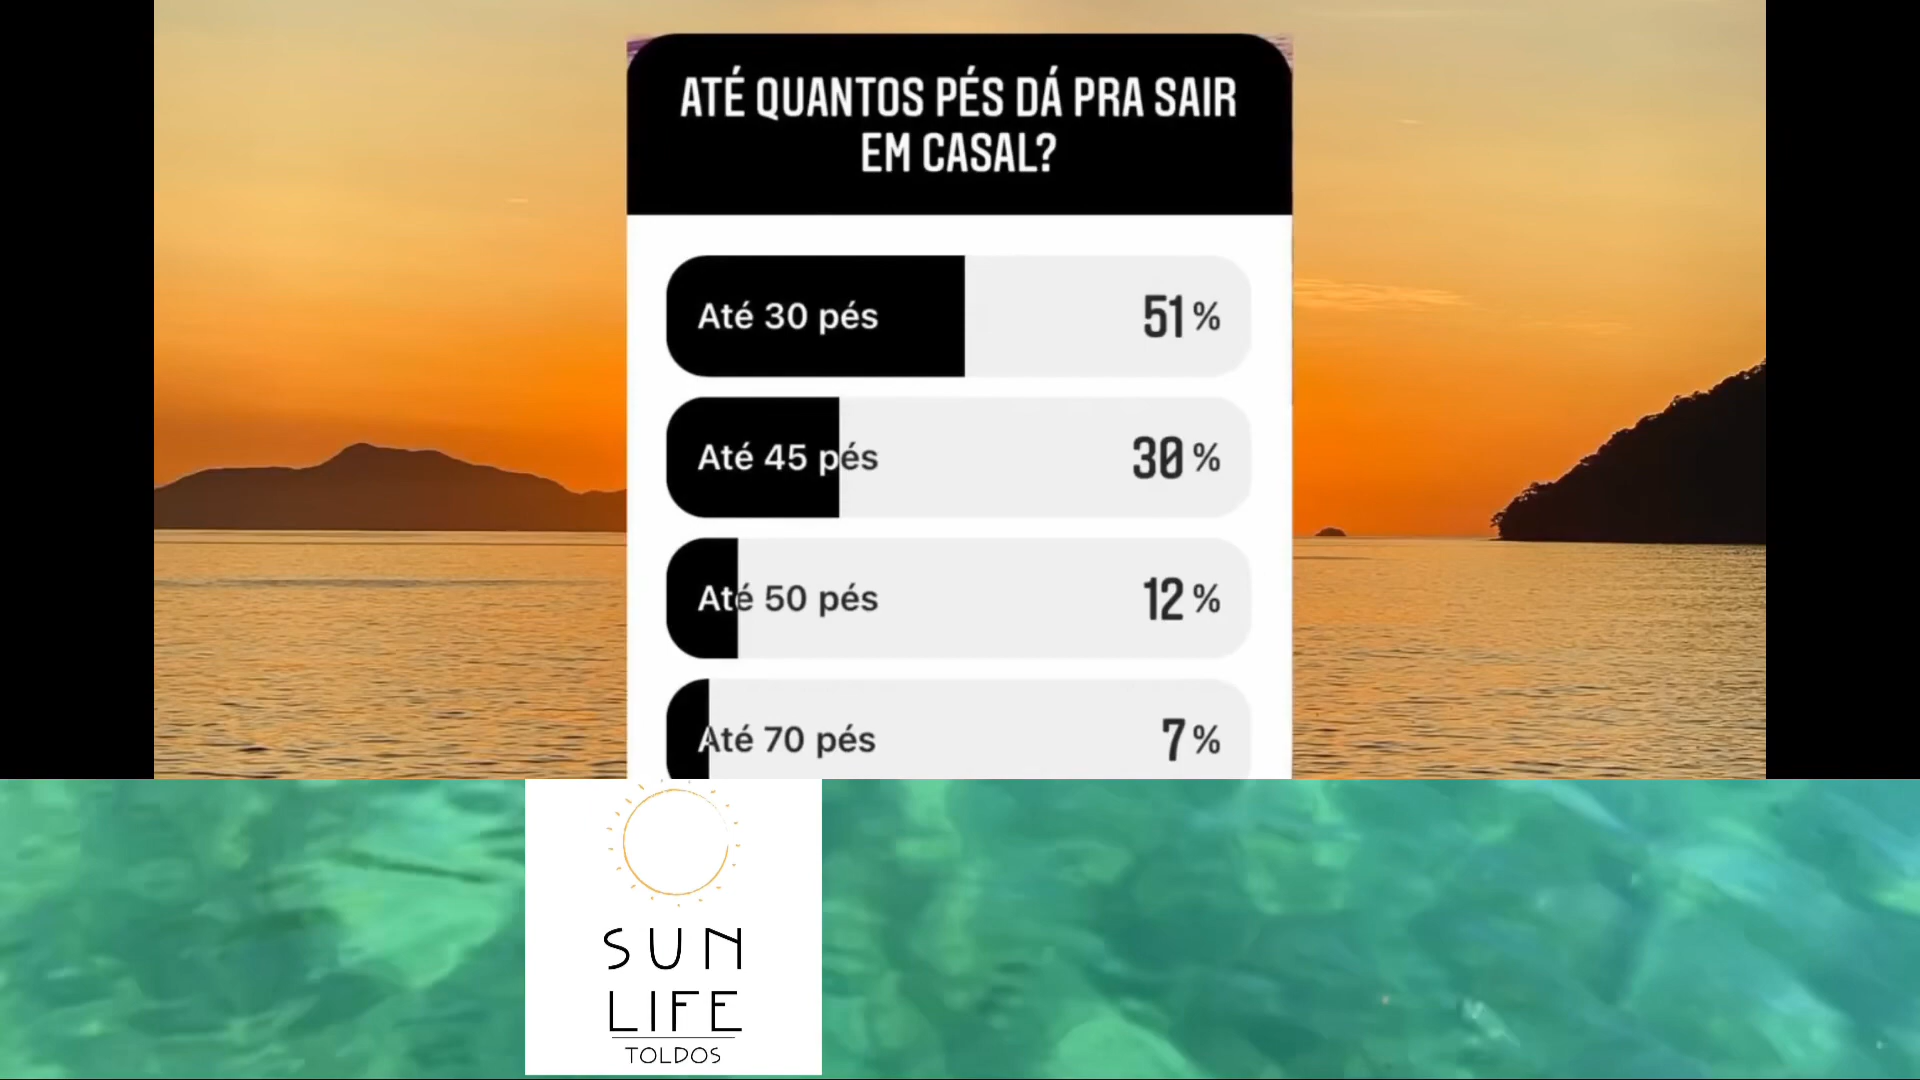 ATÉ QUANTOS PÉS DÁ PRA SAIR
EM CASAL?
Até 30 pés 51%
Até 45 pés 30%
Até 50 pés 12%
Até 70 pés 7%
SUN
LIFE
TOLDOS